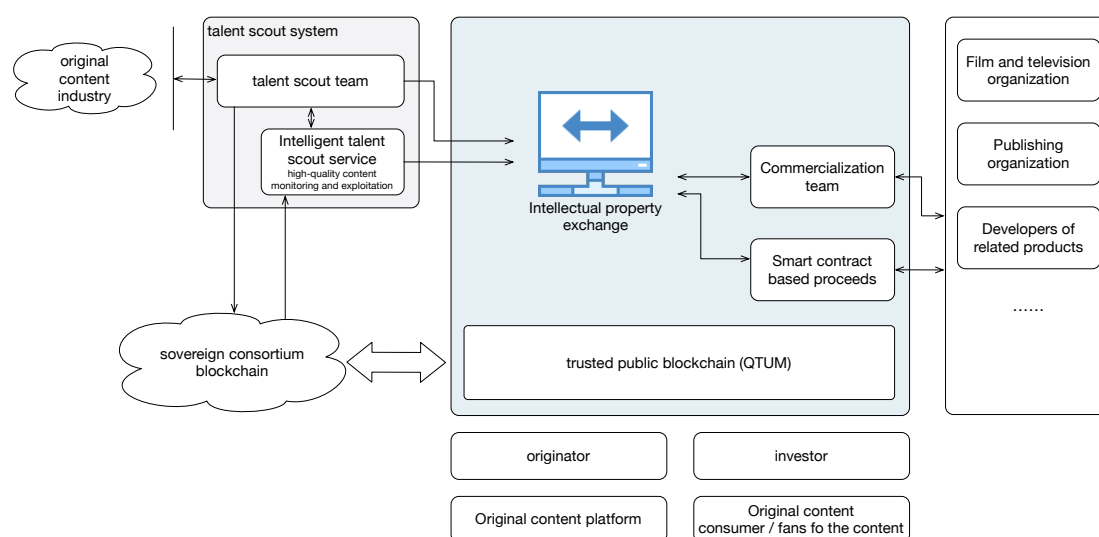 talent scout system
original
content
industry
talent scout team
Intelligent talent
scout service
high-quality content
monitoring and exploitation
Intellectual property
exchange
Commercialization
team
Smart contract
based proceeds
Film and television
organization
Publishing
organization
Developers of
related products
......
sovereign consortium
blockchain
trusted public blockchain (QTUM)
originator
investor
Original content platform
Original content
consumer / fans fo the content